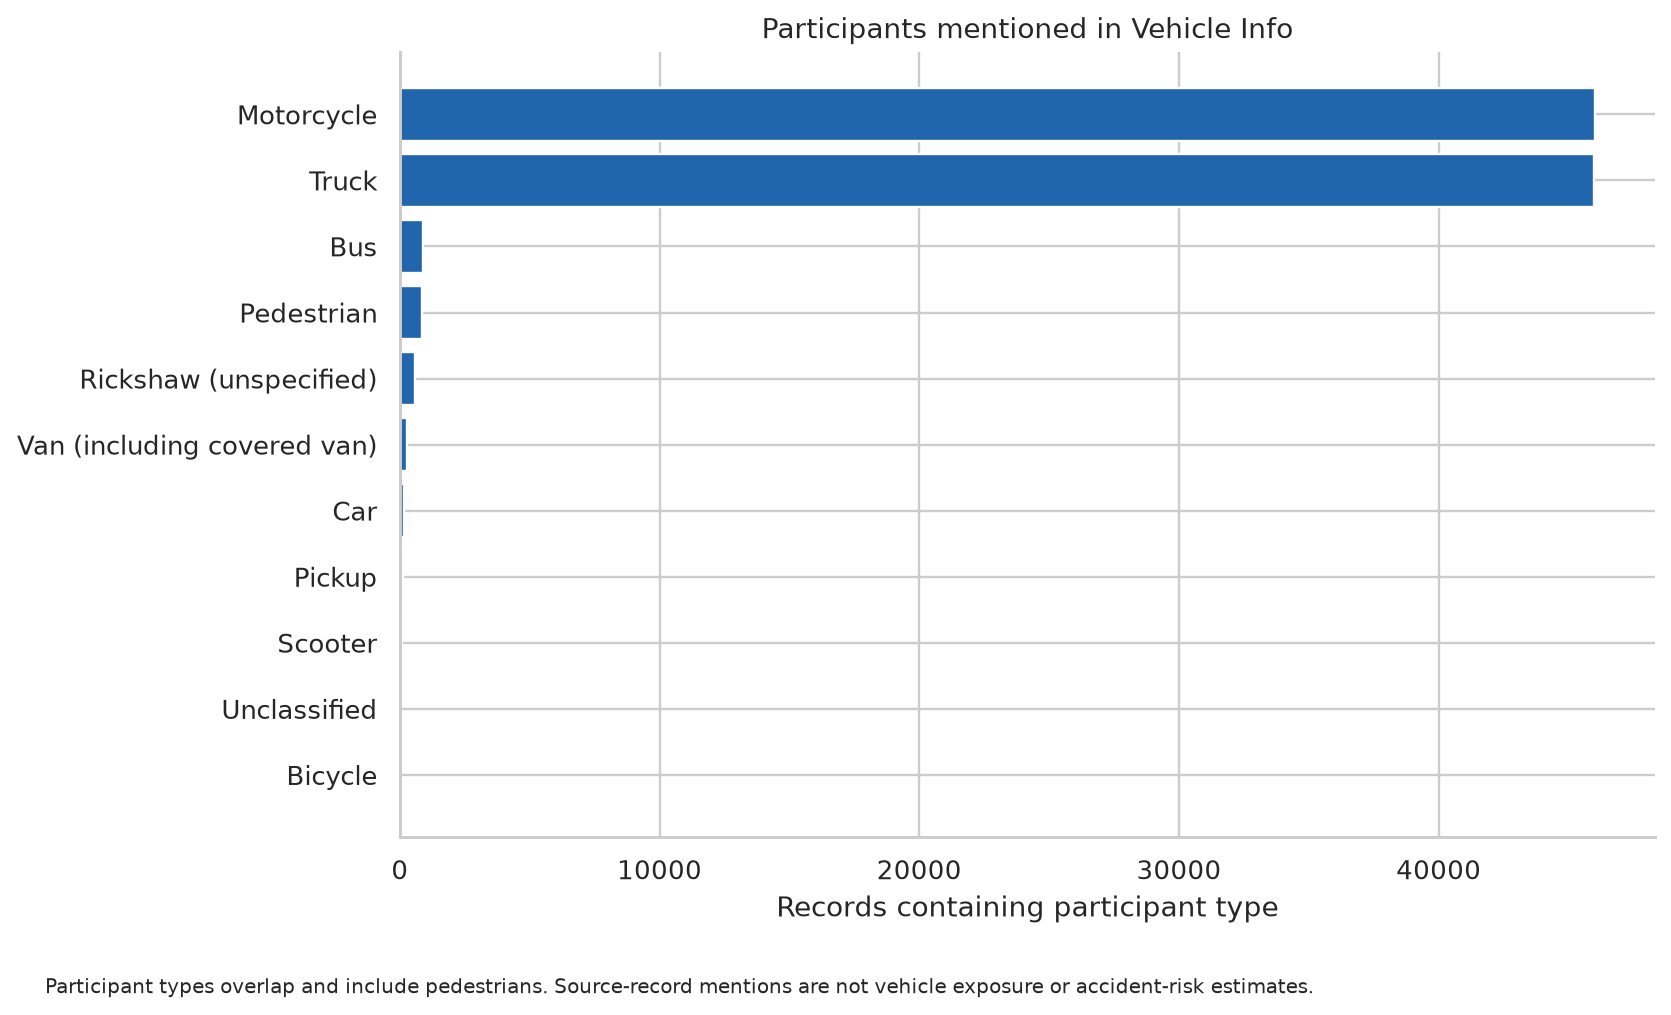 Participants mentioned in Vehicle Info
Motorcycle
Truck
Bus
Pedestrian
Rickshaw (unspecified)
Van (including covered van)
Car
Pickup
Scooter
Unclassified
Bicycle
0 10000 20000 30000 40000
Records containing participant type
Participant types overlap and include pedestrians. Source-record mentions are not vehicle exposure or accident-risk estimates.